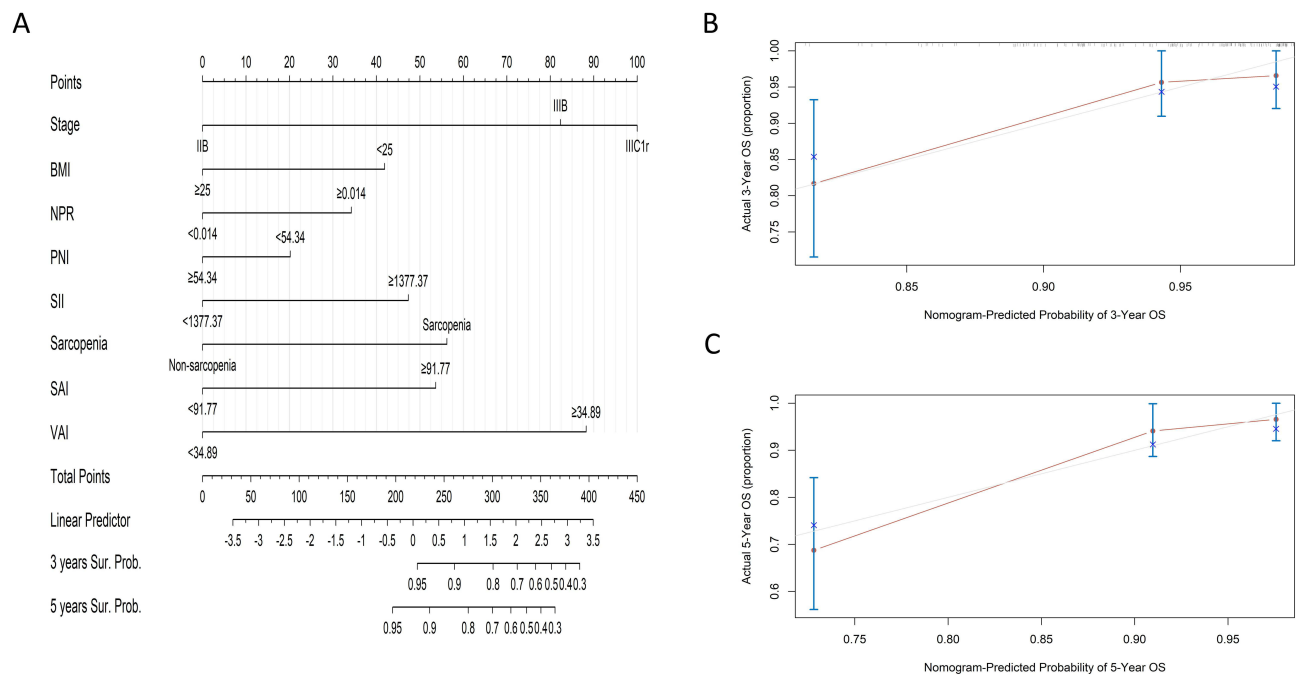 A
0 10 20 30 40 50 60 70 80 90 100
Points
IIIB
Stage
IIB IIIC1r
<25
BMI
≥25 ≥0.014
NPR
<0.014 <54.34
PNI
≥54.34 ≥1377.37
SII
<1377.37 Sarcopenia
Sarcopenia
Non-sarcopenia ≥91.77
SAI
<91.77 ≥34.89
VAI
<34.89
Total Points
0 50 100 150 200 250 300 350 400 450
Linear Predictor
-3.5 -3 -2.5 -2 -1.5 -1 -0.5 0 0.5 1 1.5 2 2.5 3 3.5
3 years Sur. Prob.
0.95 0.9 0.8 0.7 0.6 0.5 0.4 0.3
5 years Sur. Prob.
0.95 0.9 0.8 0.7 0.6 0.5 0.4 0.3
B
Actual 3-Year OS (proportion)
1.00
0.95
0.90
0.85
0.80
0.75
0.85 0.90 0.95
Nomogram-Predicted Probability of 3-Year OS
C
Actual 5-Year OS (proportion)
1.0
0.9
0.8
0.7
0.6
0.75 0.80 0.85 0.90 0.95
Nomogram-Predicted Probability of 5-Year OS